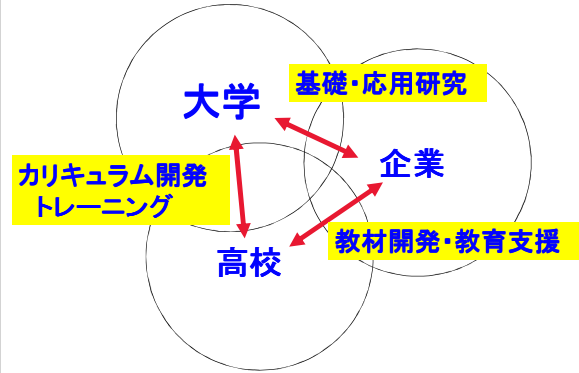 大学
基礎・応用研究
企業
カリキュラム開発
トレーニング
高校
教材開発・教育支援